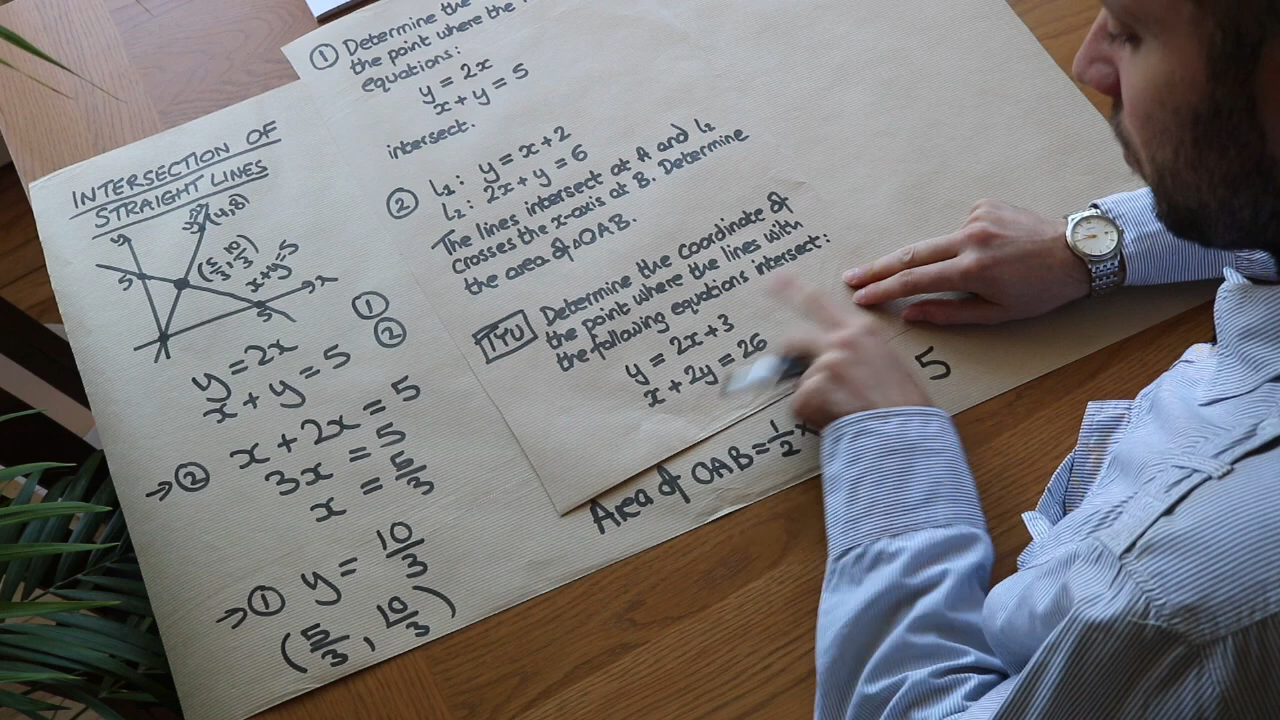 INTERSECTION OF
STRAIGHT LINES
y
y=2x
(4,8)
(5/3, 10/3)
x+y=5
5
5
x
y = 2x ①
x + y = 5 ②
→ ② x + 2x = 5
3x = 5
x = 5/3
→ ① y = 10/3
(5/3, 10/3)
① Determine the
the point where the
equations:
y = 2x
x + y = 5
intersect.
② L₁: y = x+2
L₂: 2x + y = 6
The lines intersect at A and L₂
crosses the x-axis at B. Determine
the area of △OAB.
TYU Determine the coordinate of
the point where the lines with
the following equations intersect:
y = 2x + 3
x + 2y = 26
Area of OAB = 1/2 ×
5